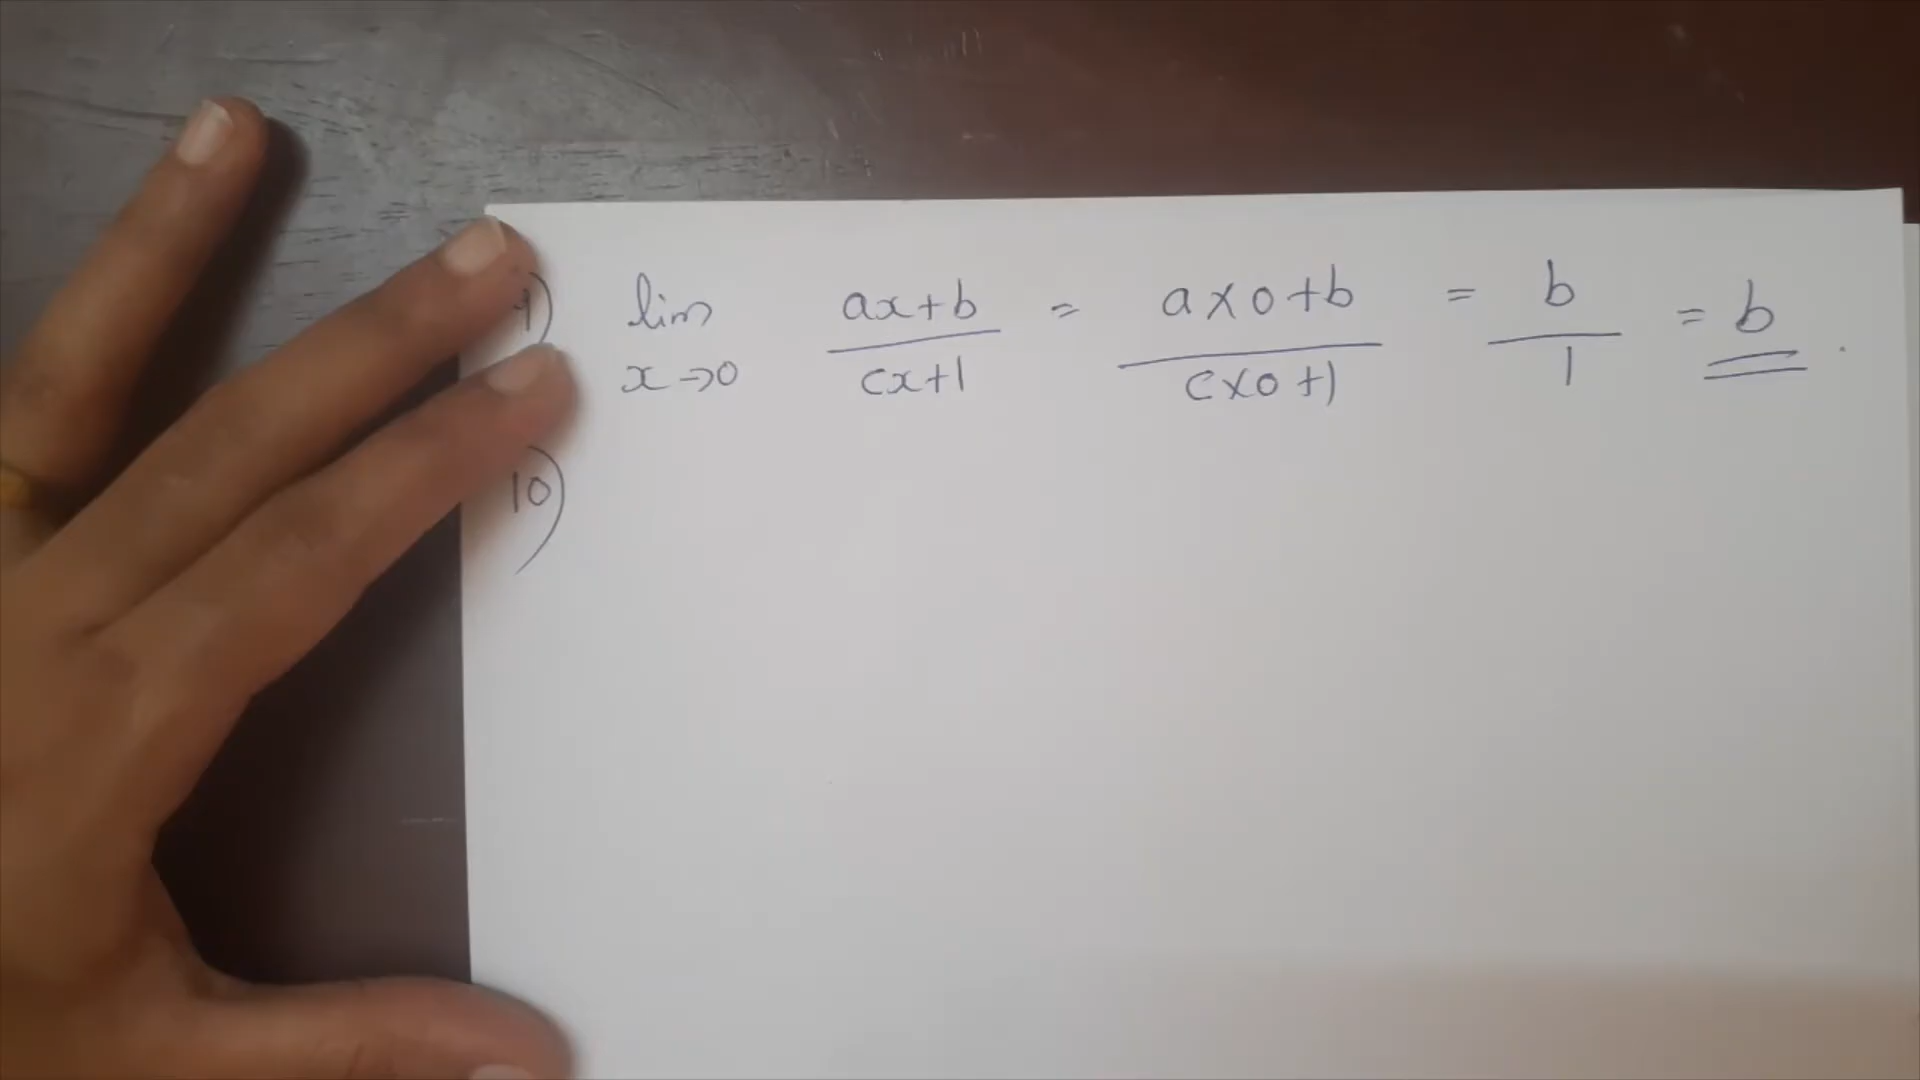 9) lim x→0 ax+b / cx+1 = a×0+b / c×0+1 = b / 1 = b.
10)